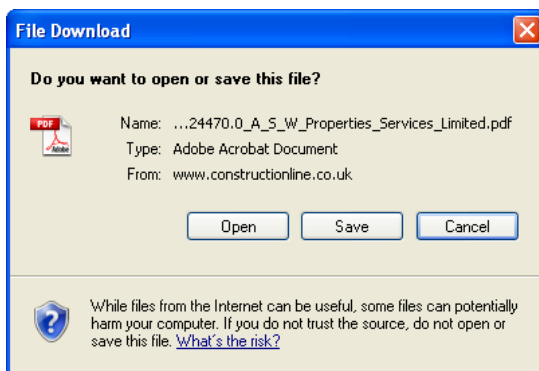 File Download
Do you want to open or save this file?
PDF
Adobe
Name: ...24470.0_A_S_W_Properties_Services_Limited.pdf
Type: Adobe Acrobat Document
From: www.constructionline.co.uk
Open Save Cancel
While files from the Internet can be useful, some files can potentially
harm your computer. If you do not trust the source, do not open or
save this file. What's the risk?